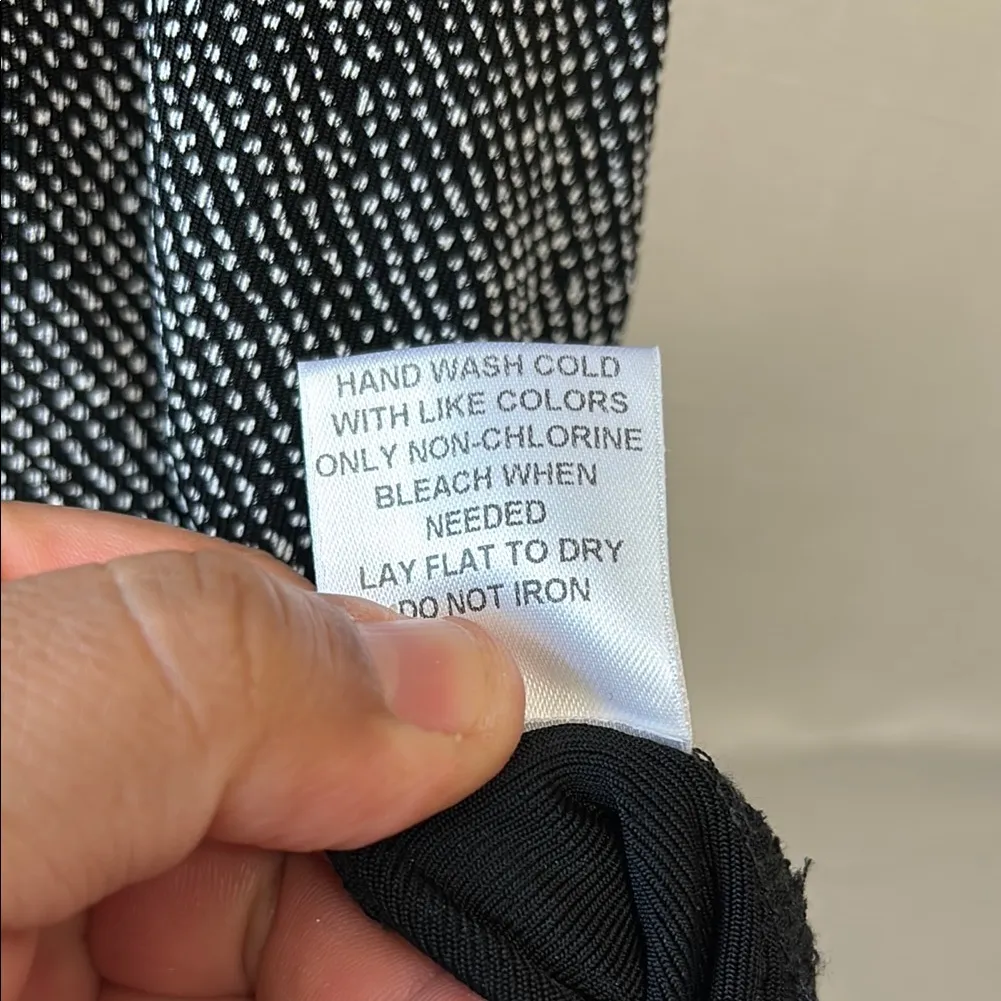 HAND WASH COLD
WITH LIKE COLORS
ONLY NON-CHLORINE
BLEACH WHEN
NEEDED
LAY FLAT TO DRY
DO NOT IRON